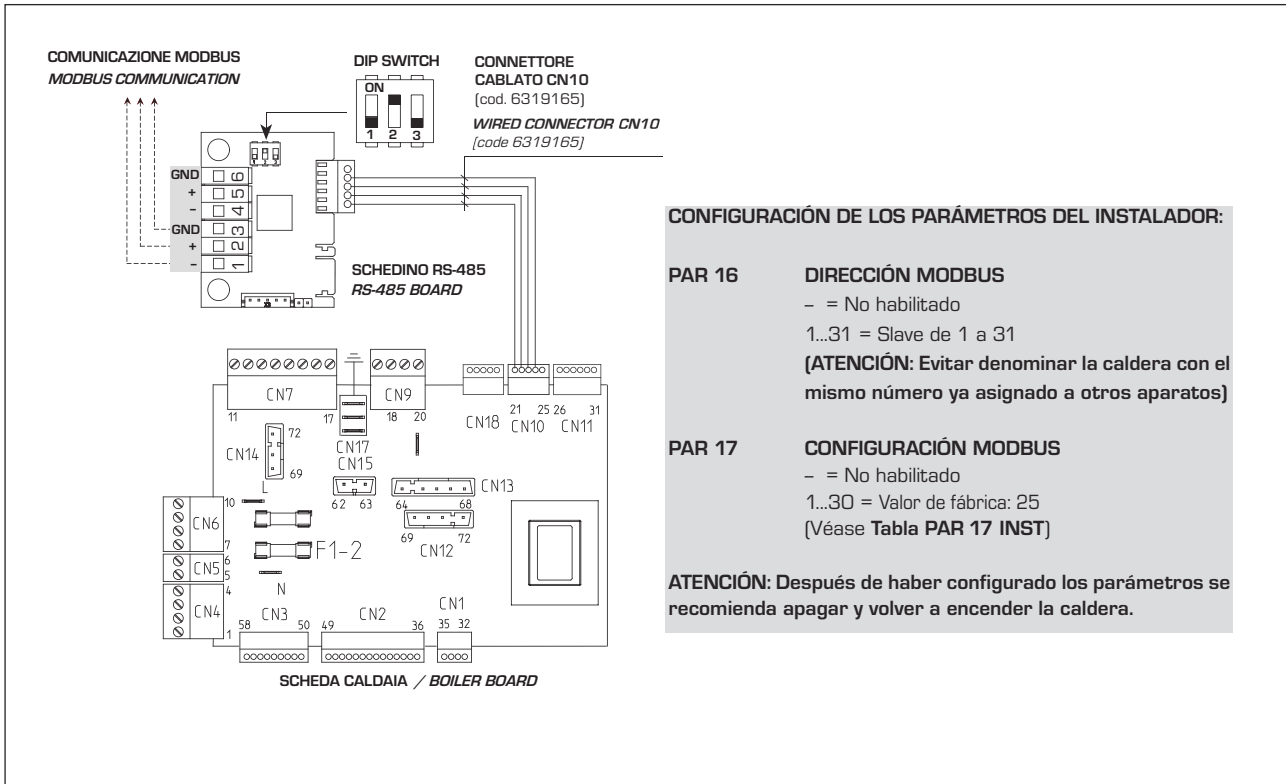 COMUNICAZIONE MODBUS
MODBUS COMMUNICATION
DIP SWITCH
ON
1 2 3
CONNETTORE
CABLATO CN10
(cod. 6319165)
WIRED CONNECTOR CN10
(code 6319165)
1 2 3
GND 6
+ 5
– 4
GND 3
+ 2
– 1
SCHEDINO RS-485
RS-485 BOARD
CN7
11 17
CN9
18 20
CN18
21 25
CN10
26 31
CN11
CN17
CN14
72
69
CN15
62 63
CN13
64 68
69 72
CN12
L
F1-2
N
10
CN6
7
6
CN5
5
4
CN4
1
58 50
CN3
49 36
CN2
CN1
35 32
SCHEDA CALDAIA / BOILER BOARD
CONFIGURACIÓN DE LOS PARÁMETROS DEL INSTALADOR:
PAR 16 DIRECCIÓN MODBUS
– = No habilitado
1...31 = Slave de 1 a 31
(ATENCIÓN: Evitar denominar la caldera con el
mismo número ya asignado a otros aparatos)
PAR 17 CONFIGURACIÓN MODBUS
– = No habilitado
1...30 = Valor de fábrica: 25
(Véase Tabla PAR 17 INST)
ATENCIÓN: Después de haber configurado los parámetros se
recomienda apagar y volver a encender la caldera.